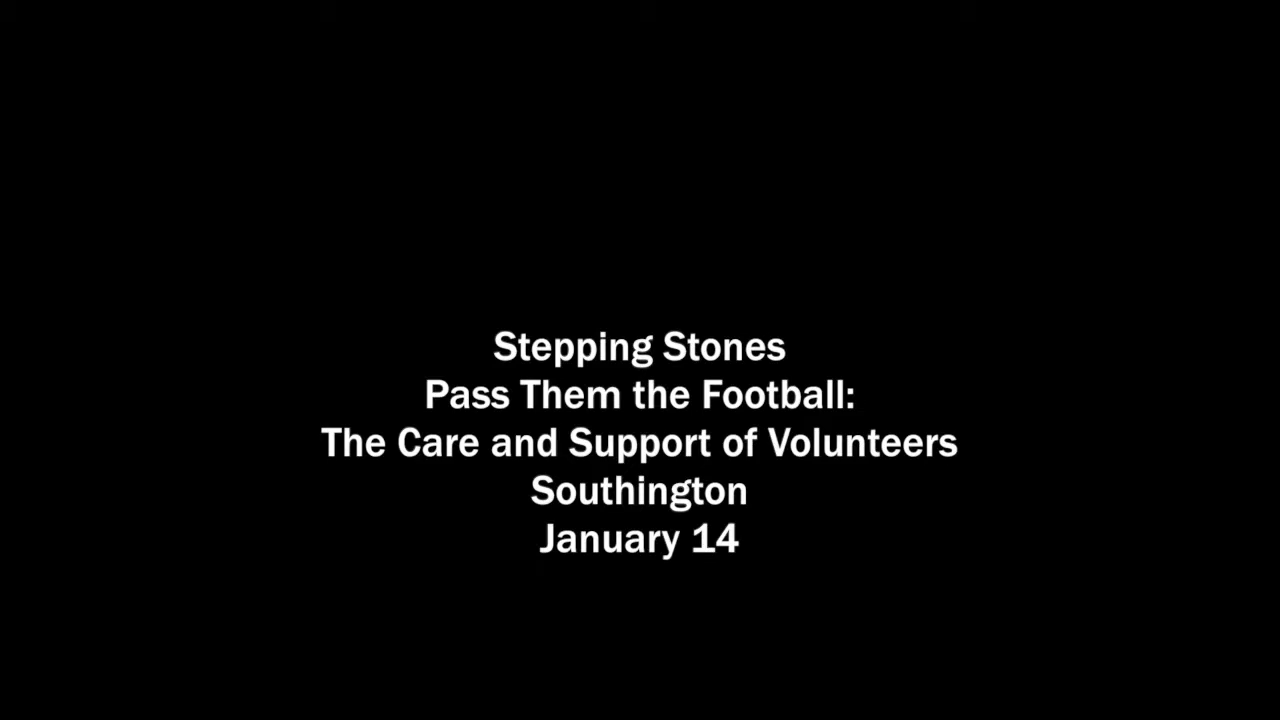 Stepping Stones
Pass Them the Football:
The Care and Support of Volunteers
Southington
January 14